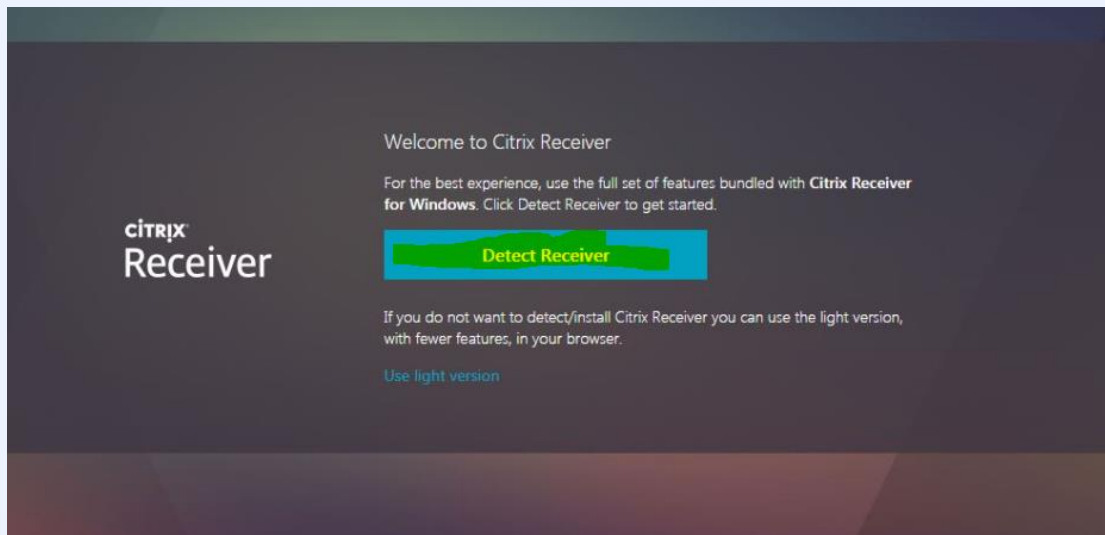 Welcome to Citrix Receiver
For the best experience, use the full set of features bundled with Citrix Receiver
for Windows. Click Detect Receiver to get started.
CİTRIX
Receiver
Detect Receiver
If you do not want to detect/install Citrix Receiver you can use the light version,
with fewer features, in your browser.
Use light version